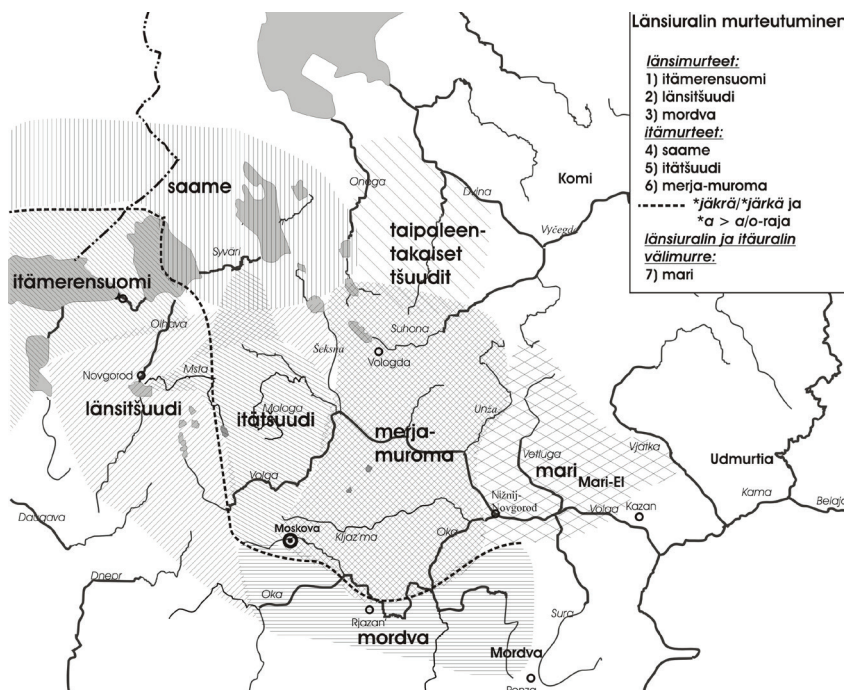 Länsiuralin murteutuminen
länsimurteet:
1) itämerensuomi
2) länsitšuudi
3) mordva
itämurteet:
4) saame
5) itätšuudi
6) merja-muroma
*jäkrä/*järkä ja
*a > a/o-raja
länsiuralin ja itäuralin
välimurre:
7) mari
saame
Onega
Dvina
Komi
taipaleen-
takaiset
tšuudit
Vyčegda
Syväri
itämerensuomi
Olhava
Šeksna
Suhona
Vologda
Novgorod
Msta
länsitšuudi
Mologa
itätšuudi
merja-
muroma
Unža
Vetluga
Vjatka
mari
Mari-El
Udmurtia
Volga
Nižnij-
Novgorod
Volga
Kazan
Kama
Belaja
Daugava
Moskova
Kljaz'ma
Oka
Dnepr
Oka
Rjazan'
Sura
mordva
Mordva
Penza